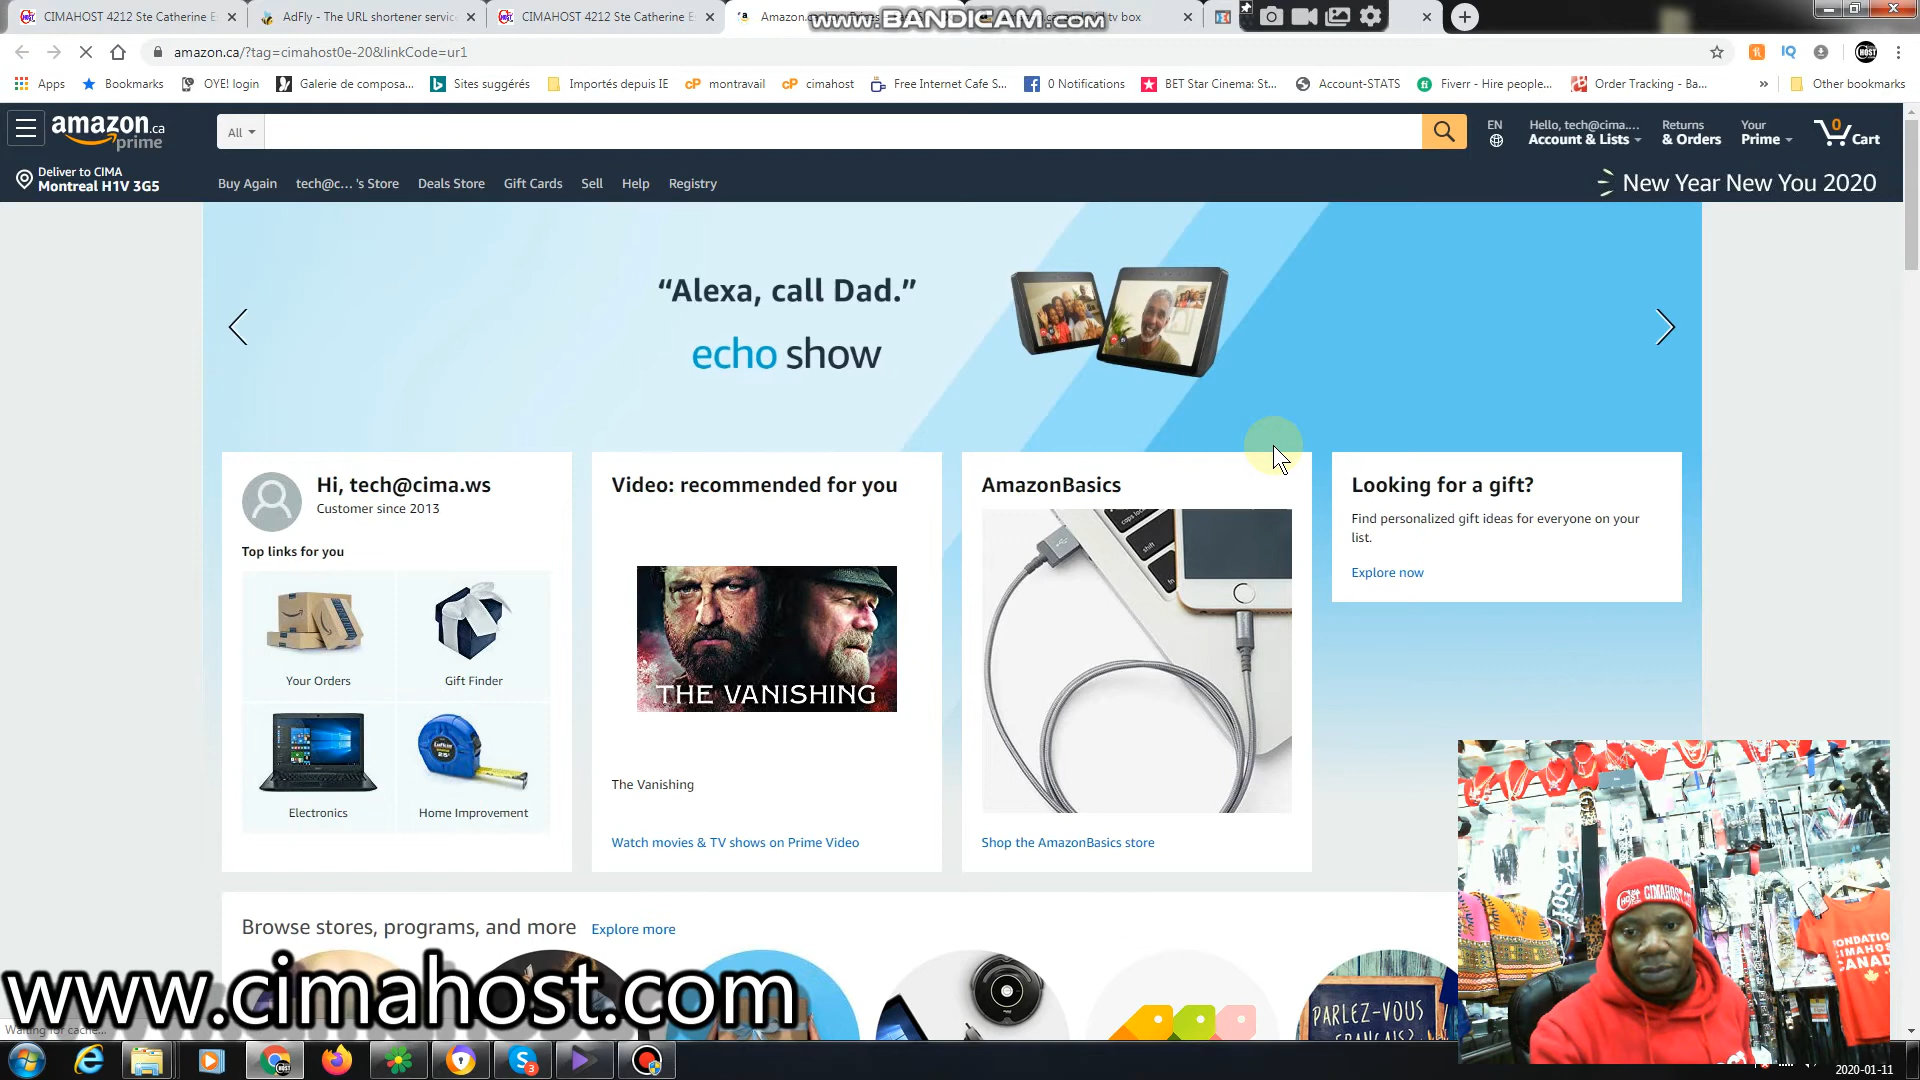 CIMAHOST 4212 Ste Catherine E
AdFly - The URL shortener servic
CIMAHOST 4212 Ste Catherine E
www.BANDICAM.com
tv box
amazon.ca/?tag=cimahost0e-20&linkCode=ur1
Apps
Bookmarks
OYE! login
Galerie de composa...
Sites suggérés
Importés depuis IE
cP montravail
cP cimahost
Free Internet Cafe S...
0 Notifications
BET Star Cinema: St...
Account-STATS
Fiverr - Hire people...
Order Tracking - Ba...
»
Other bookmarks
amazon.ca
prime
All
EN
Hello, tech@cima....
Account & Lists
Returns
& Orders
Your
Prime
0
Cart
Deliver to CIMA
Montreal H1V 3G5
Buy Again
tech@c... 's Store
Deals Store
Gift Cards
Sell
Help
Registry
New Year New You 2020
“Alexa, call Dad.”
echo show
Hi, tech@cima.ws
Customer since 2013
Top links for you
Your Orders
Gift Finder
Electronics
Home Improvement
Video: recommended for you
THE VANISHING
The Vanishing
Watch movies & TV shows on Prime Video
AmazonBasics
caps lock
shift
Shop the AmazonBasics store
Looking for a gift?
Find personalized gift ideas for everyone on your
list.
Explore now
Browse stores, programs, and more
Explore more
PARLEZ-VOUS
FRANÇAIS?
www.cimahost.com
Waiting for cache...
2020-01-11